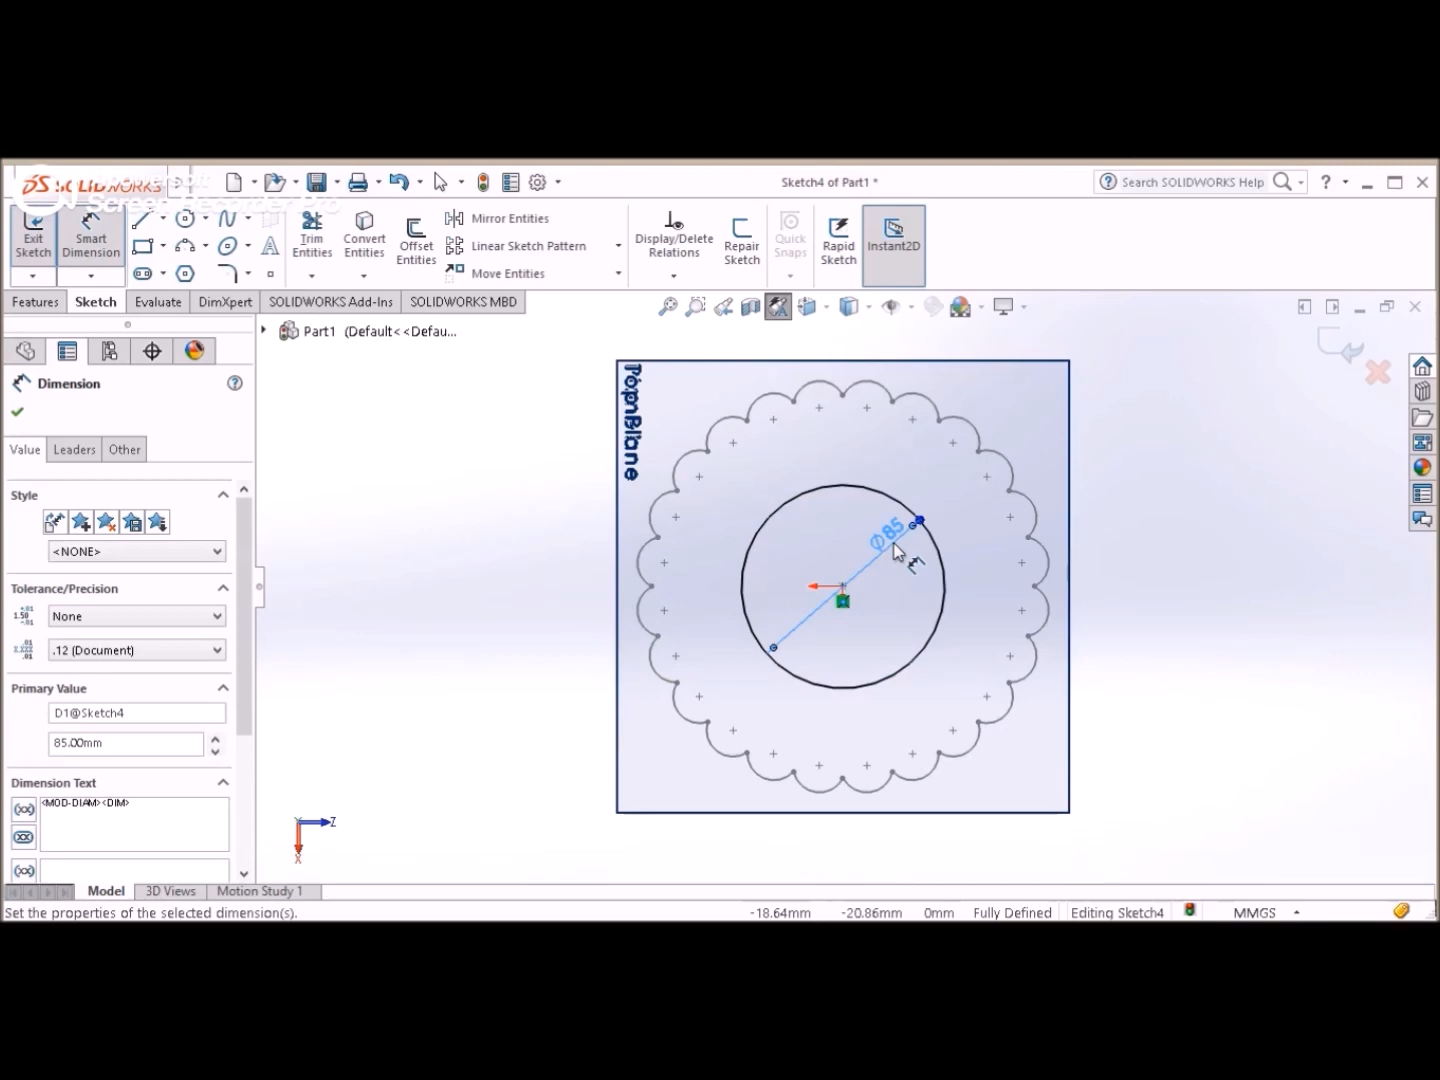 SOLIDWORKS
Sketch4 of Part1 *
Search SOLIDWORKS Help
?
Screen Recorder Pro
Exit Sketch
Smart Dimension
Trim Entities
Convert Entities
Offset Entities
Mirror Entities
Linear Sketch Pattern
Move Entities
Display/Delete Relations
Repair Sketch
Quick Snaps
Rapid Sketch
Instant2D
Features Sketch Evaluate DimXpert SOLIDWORKS Add-Ins SOLIDWORKS MBD
Part1 (Default<<Defau...
Dimension
Value Leaders Other
Style
<NONE>
Tolerance/Precision
None
.12 (Document)
Primary Value
D1@Sketch4
85.00mm
Dimension Text
<MOD-DIAM><DIM>
Plane
∅85
Z
X
Model 3D Views Motion Study 1
Set the properties of the selected dimension(s).
-18.64mm -20.86mm 0mm Fully Defined Editing Sketch4 MMGS